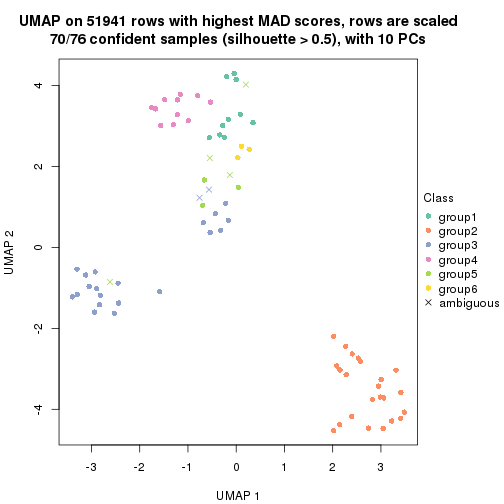 UMAP on 51941 rows with highest MAD scores, rows are scaled
70/76 confident samples (silhouette > 0.5), with 10 PCs
4
2
0
-2
-4
UMAP 2
-3 -2 -1 0 1 2 3
UMAP 1
Class
group1
group2
group3
group4
group5
group6
ambiguous